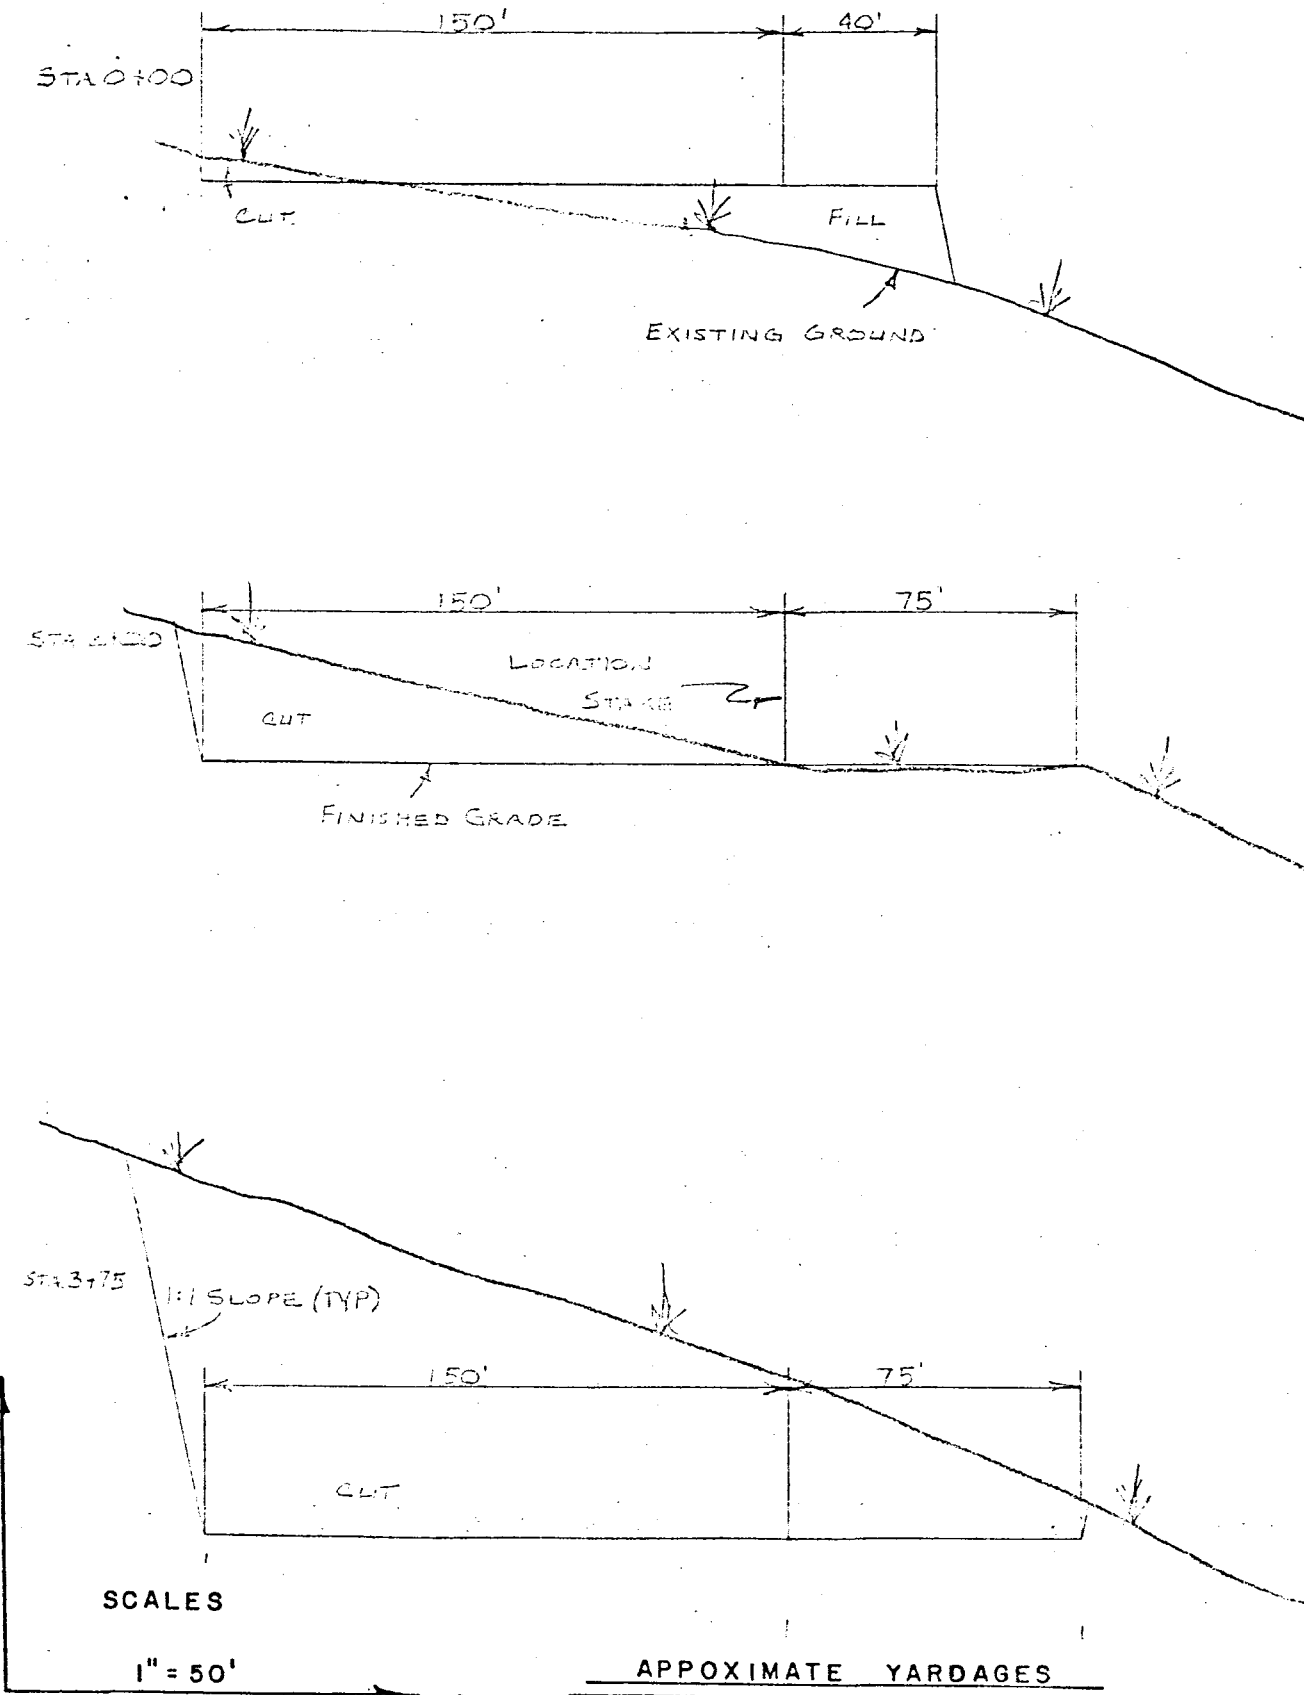 150' 40'
STA 0+00
CUT
FILL
EXISTING GROUND
150' 75'
STA
LOCATION
STAKE
CUT
FINISHED GRADE
STA. 3+75
1:1 SLOPE (TYP)
150' 75'
CUT
SCALES
1" = 50'
APPOXIMATE YARDAGES